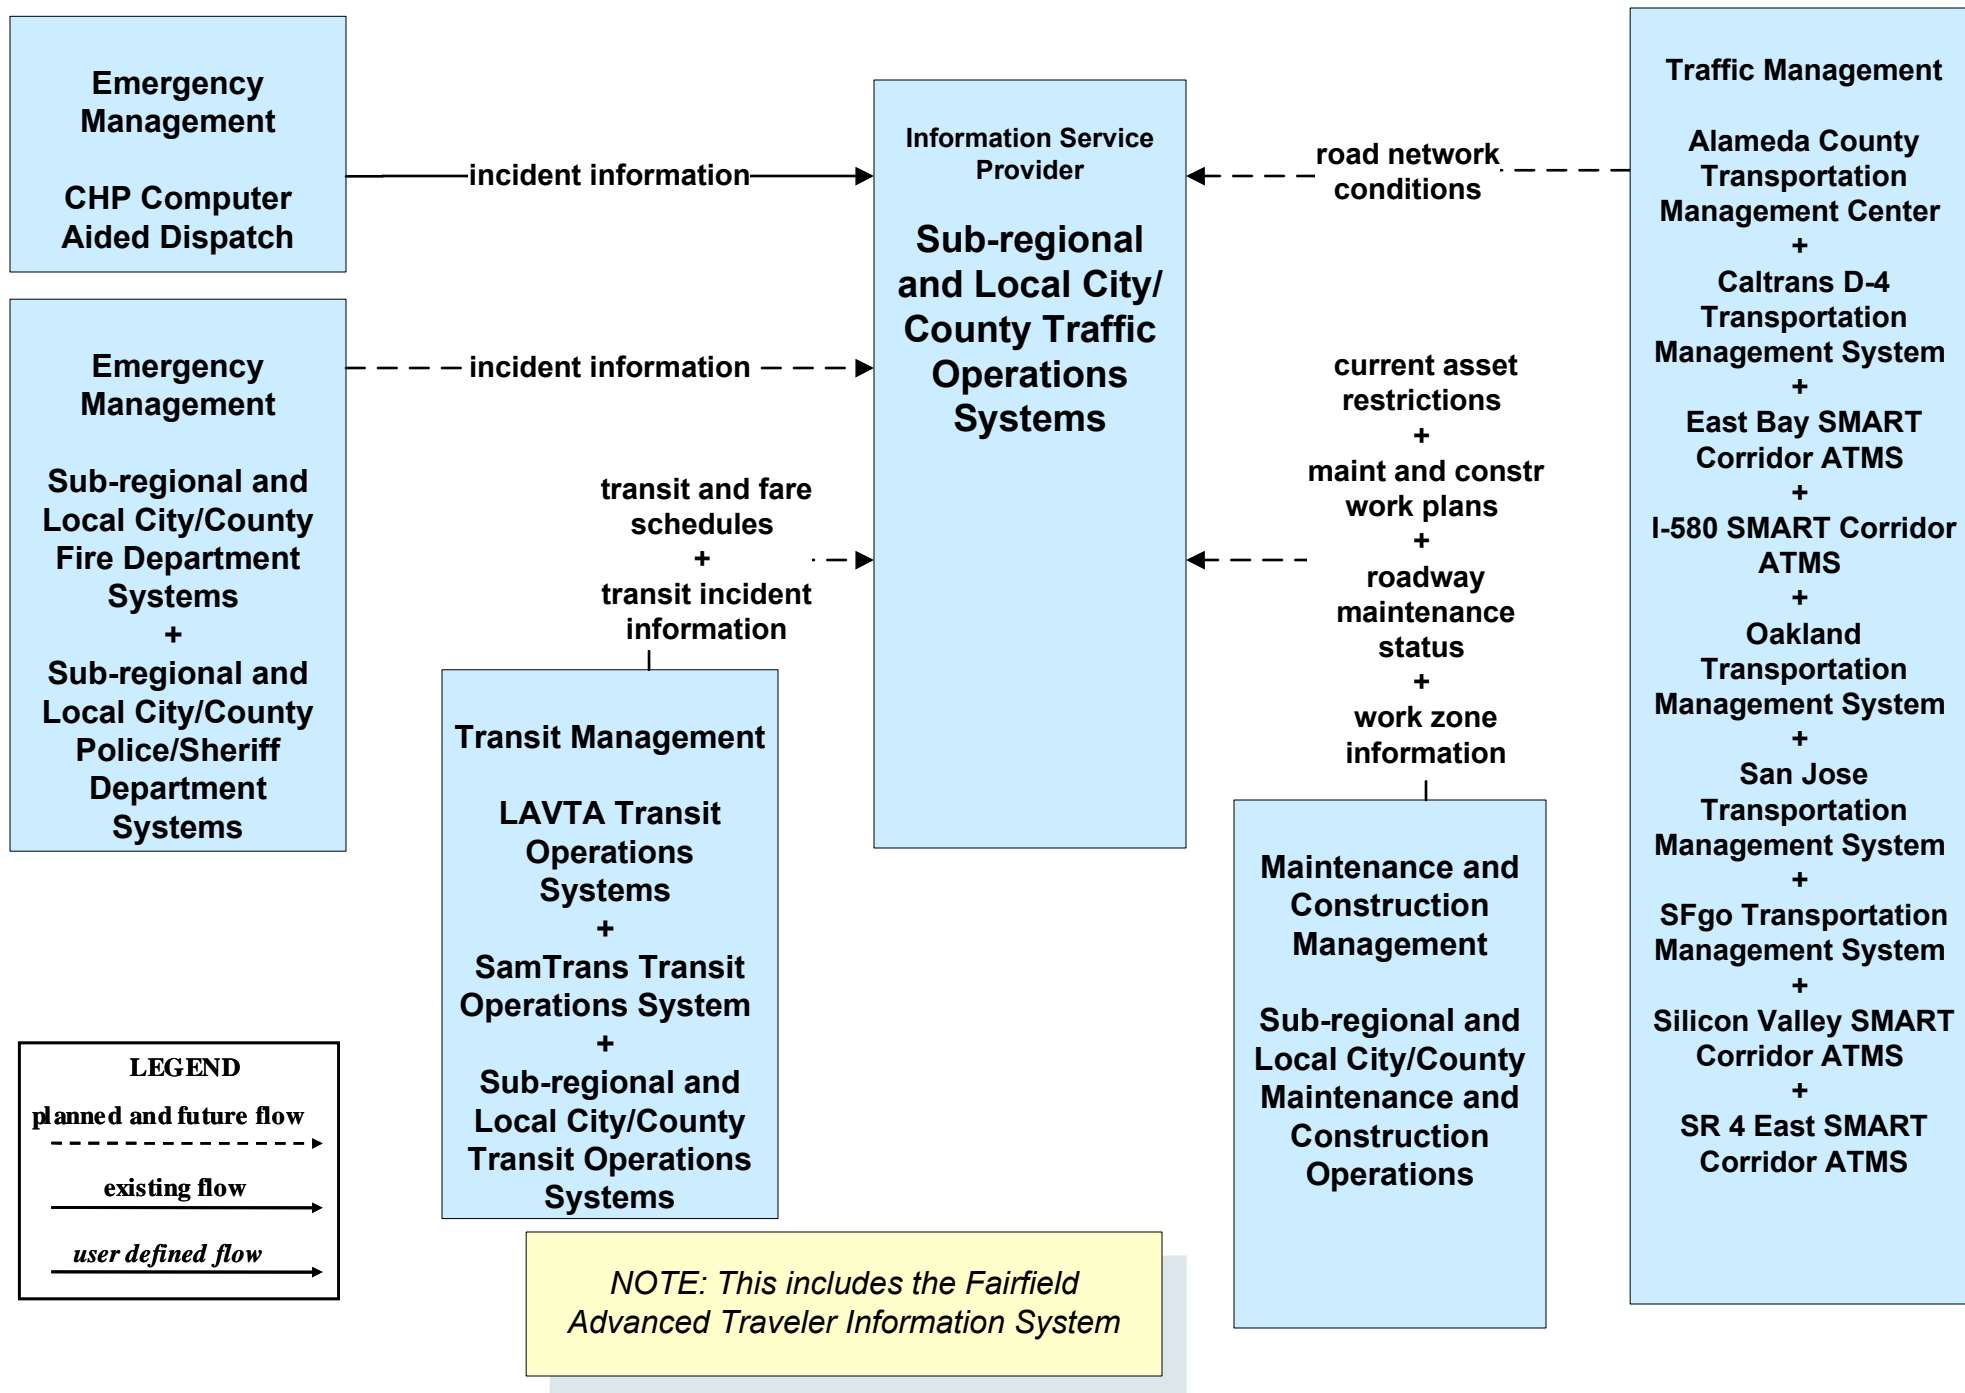 Emergency
Management
CHP Computer
Aided Dispatch
incident information
Emergency
Management
Sub-regional and
Local City/County
Fire Department
Systems
+
Sub-regional and
Local City/County
Police/Sheriff
Department
Systems
incident information
transit and fare
schedules
+
transit incident
information
Transit Management
LAVTA Transit
Operations
Systems
+
SamTrans Transit
Operations System
+
Sub-regional and
Local City/County
Transit Operations
Systems
Information Service
Provider
Sub-regional
and Local City/
County Traffic
Operations
Systems
road network
conditions
current asset
restrictions
+
maint and constr
work plans
+
roadway
maintenance
status
+
work zone
information
Maintenance and
Construction
Management
Sub-regional and
Local City/County
Maintenance and
Construction
Operations
Traffic Management
Alameda County
Transportation
Management Center
+
Caltrans D-4
Transportation
Management System
+
East Bay SMART
Corridor ATMS
+
I-580 SMART Corridor
ATMS
+
Oakland
Transportation
Management System
+
San Jose
Transportation
Management System
+
SFgo Transportation
Management System
+
Silicon Valley SMART
Corridor ATMS
+
SR 4 East SMART
Corridor ATMS
LEGEND
planned and future flow
existing flow
user defined flow
NOTE: This includes the Fairfield
Advanced Traveler Information System